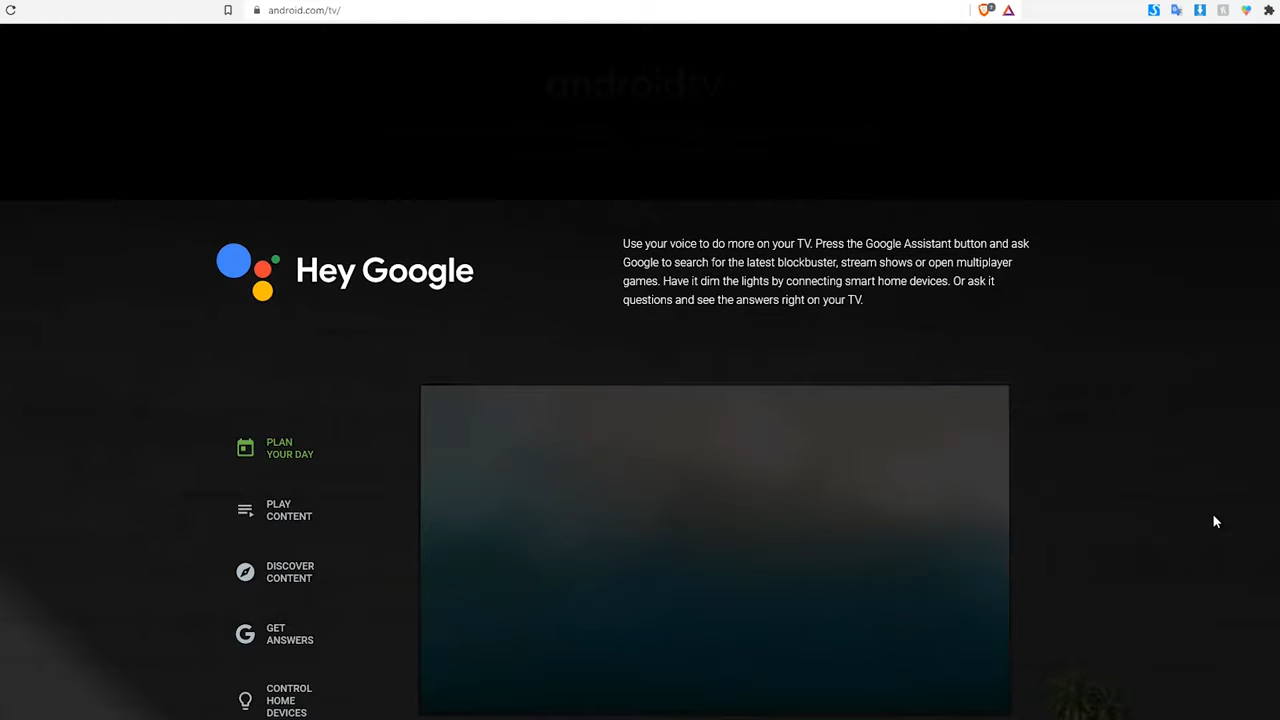 android.com/tv/
androidtv
Hey Google
Use your voice to do more on your TV. Press the Google Assistant button and ask
Google to search for the latest blockbuster, stream shows or open multiplayer
games. Have it dim the lights by connecting smart home devices. Or ask it
questions and see the answers right on your TV.
PLAN
YOUR DAY
PLAY
CONTENT
DISCOVER
CONTENT
GET
ANSWERS
CONTROL
HOME
DEVICES